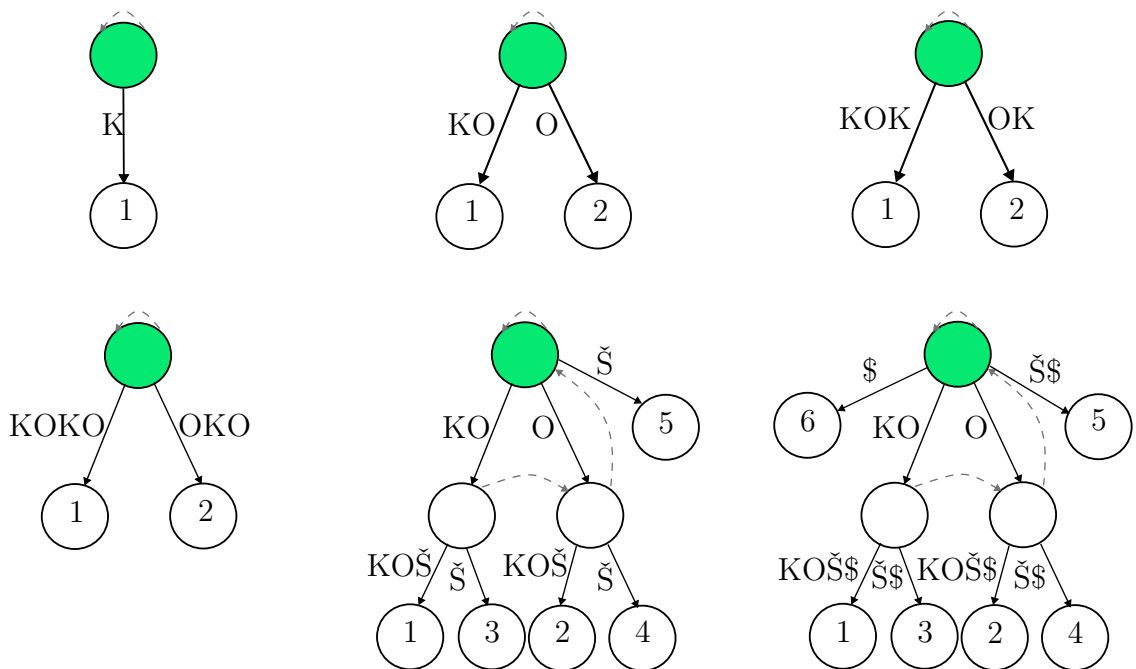 K
1
KO O
1 2
KOK OK
1 2
KOKO OKO
1 2
Š
KO O
5
KOŠ Š KOŠ Š
1 3 2 4
$ Š$
6 KO O 5
KOŠ$ Š$ KOŠ$ Š$
1 3 2 4